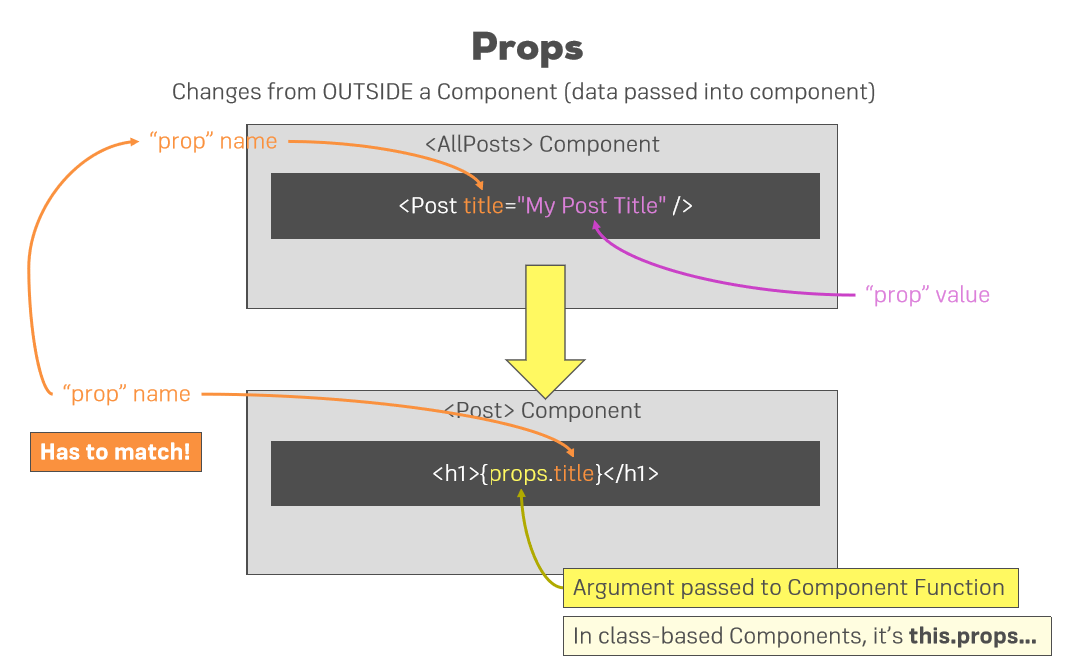 Props
Changes from OUTSIDE a Component (data passed into component)
“prop” name
<AllPosts> Component
<Post title="My Post Title" />
“prop” value
“prop” name
<Post> Component
Has to match!
<h1>{props.title}</h1>
Argument passed to Component Function
In class-based Components, it’s this.props...